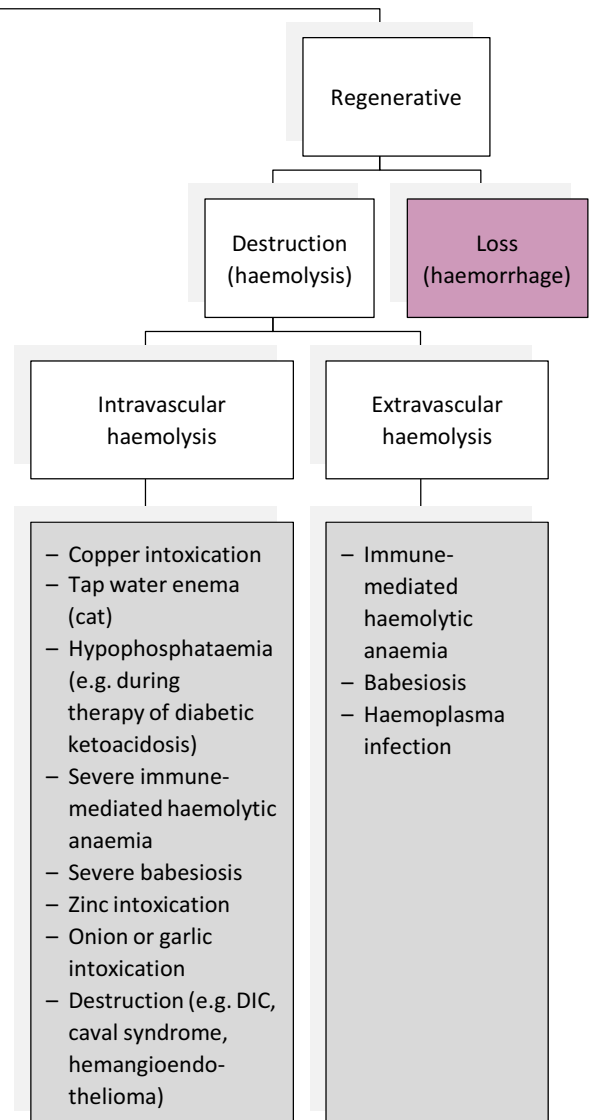 Regenerative
Destruction
(haemolysis)
Loss
(haemorrhage)
Intravascular
haemolysis
Extravascular
haemolysis
– Copper intoxication
– Tap water enema
(cat)
– Hypophosphataemia
(e.g. during
therapy of diabetic
ketoacidosis)
– Severe immune-
mediated haemolytic
anaemia
– Severe babesiosis
– Zinc intoxication
– Onion or garlic
intoxication
– Destruction (e.g. DIC,
caval syndrome,
hemangioendo-
thelioma)
– Immune-
mediated
haemolytic
anaemia
– Babesiosis
– Haemoplasma
infection